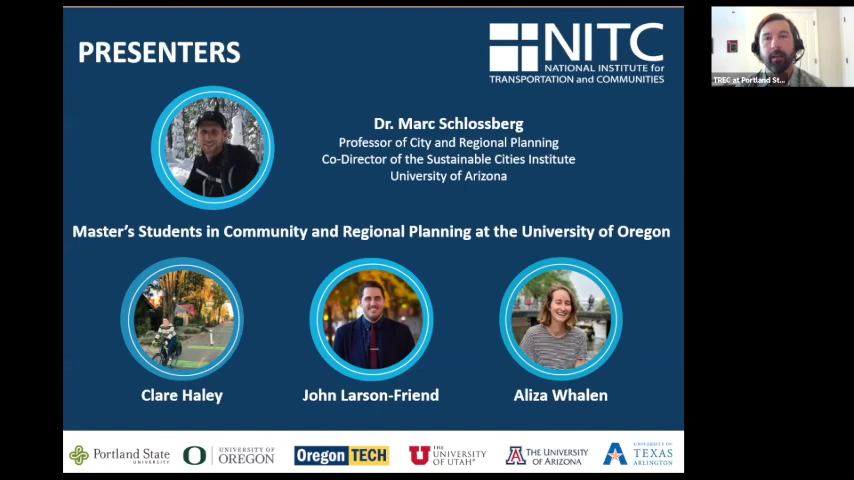 PRESENTERS
NITC
NATIONAL INSTITUTE for
TRANSPORTATION and COMMUNITIES
TREC at Portland St...
Dr. Marc Schlossberg
Professor of City and Regional Planning
Co-Director of the Sustainable Cities Institute
University of Arizona
Master's Students in Community and Regional Planning at the University of Oregon
Clare Haley
John Larson-Friend
Aliza Whalen
Portland State
UNIVERSITY
UNIVERSITY OF
OREGON
Oregon TECH
THE
UNIVERSITY
OF UTAH
THE UNIVERSITY
OF ARIZONA
UNIVERSITY OF
TEXAS
ARLINGTON